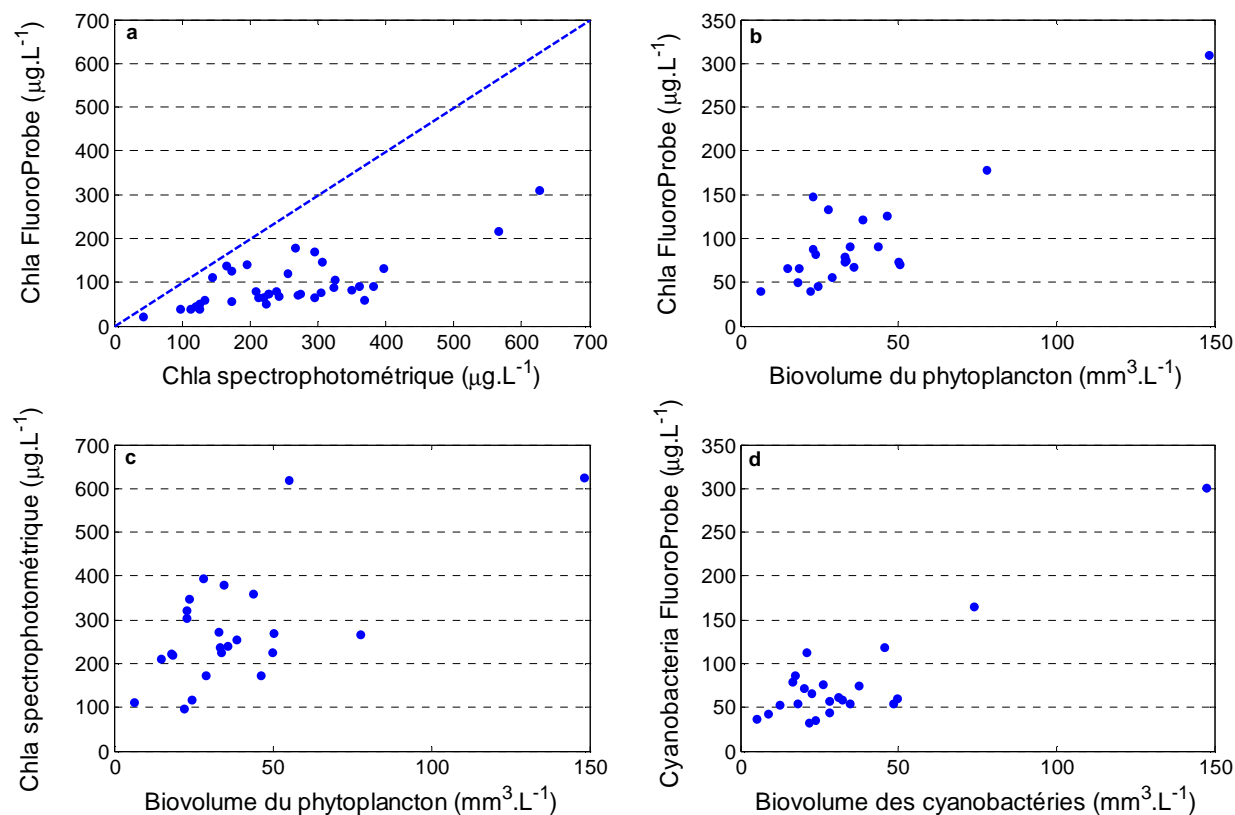 a
Chla FluoroProbe (µg.L-1)
700
600
500
400
300
200
100
0
0 100 200 300 400 500 600 700
Chla spectrophotométrique (µg.L-1)
b
Chla FluoroProbe (µg.L-1)
350
300
250
200
150
100
50
0
0 50 100 150
Biovolume du phytoplancton (mm3.L-1)
c
Chla spectrophotométrique (µg.L-1)
700
600
500
400
300
200
100
0
0 50 100 150
Biovolume du phytoplancton (mm3.L-1)
d
Cyanobacteria FluoroProbe (µg.L-1)
350
300
250
200
150
100
50
0
0 50 100 150
Biovolume des cyanobactéries (mm3.L-1)